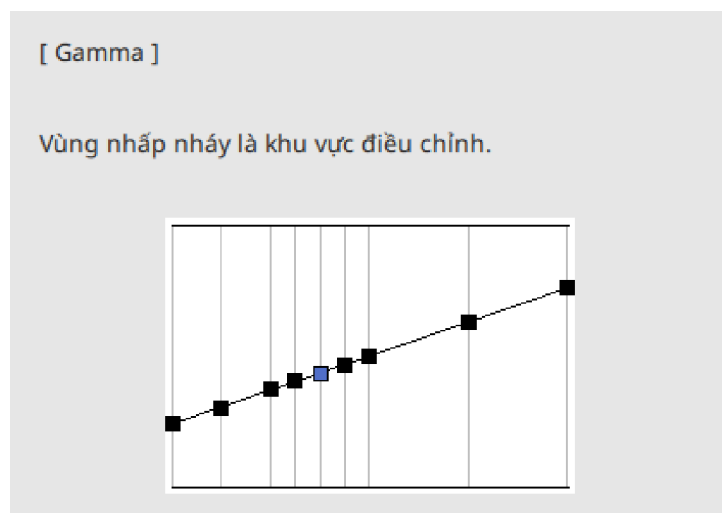 [ Gamma ]
Vùng nhấp nháy là khu vực điều chỉnh.